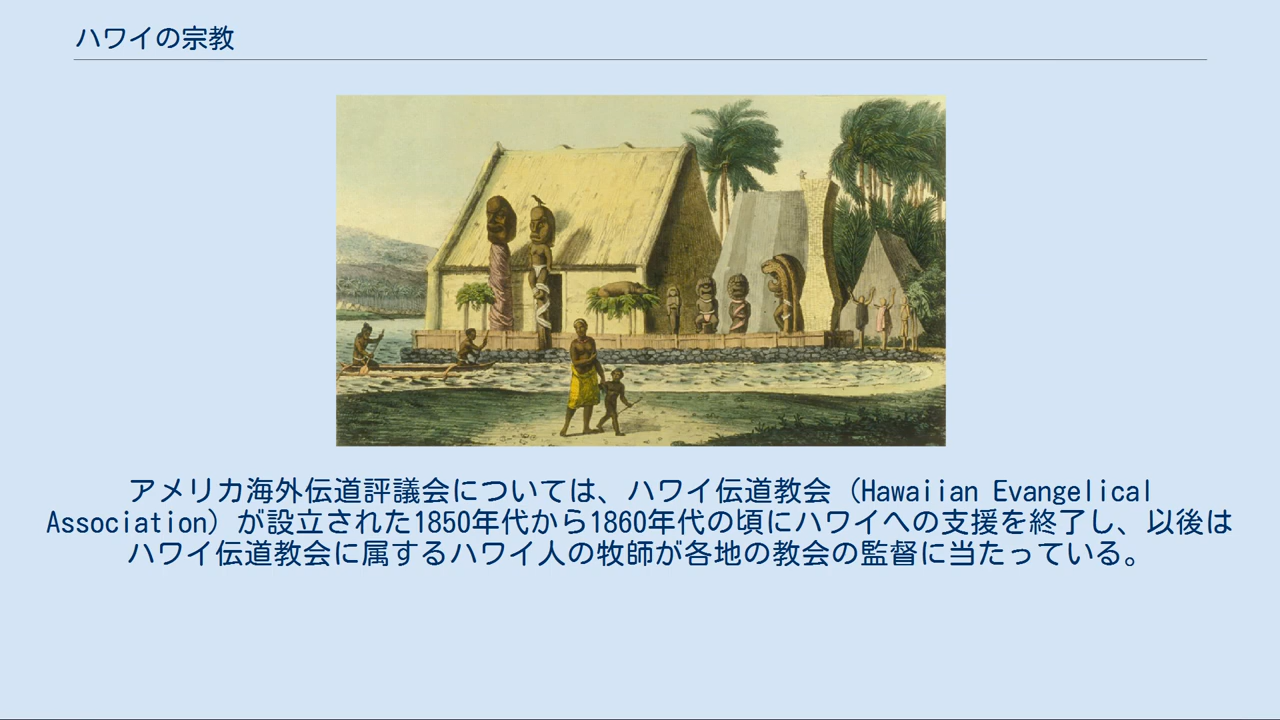 ハワイの宗教
アメリカ海外伝道評議会については、ハワイ伝道教会（Hawaiian Evangelical
Association）が設立された1850年代から1860年代の頃にハワイへの支援を終了し、以後は
ハワイ伝道教会に属するハワイ人の牧師が各地の教会の監督に当たっている。